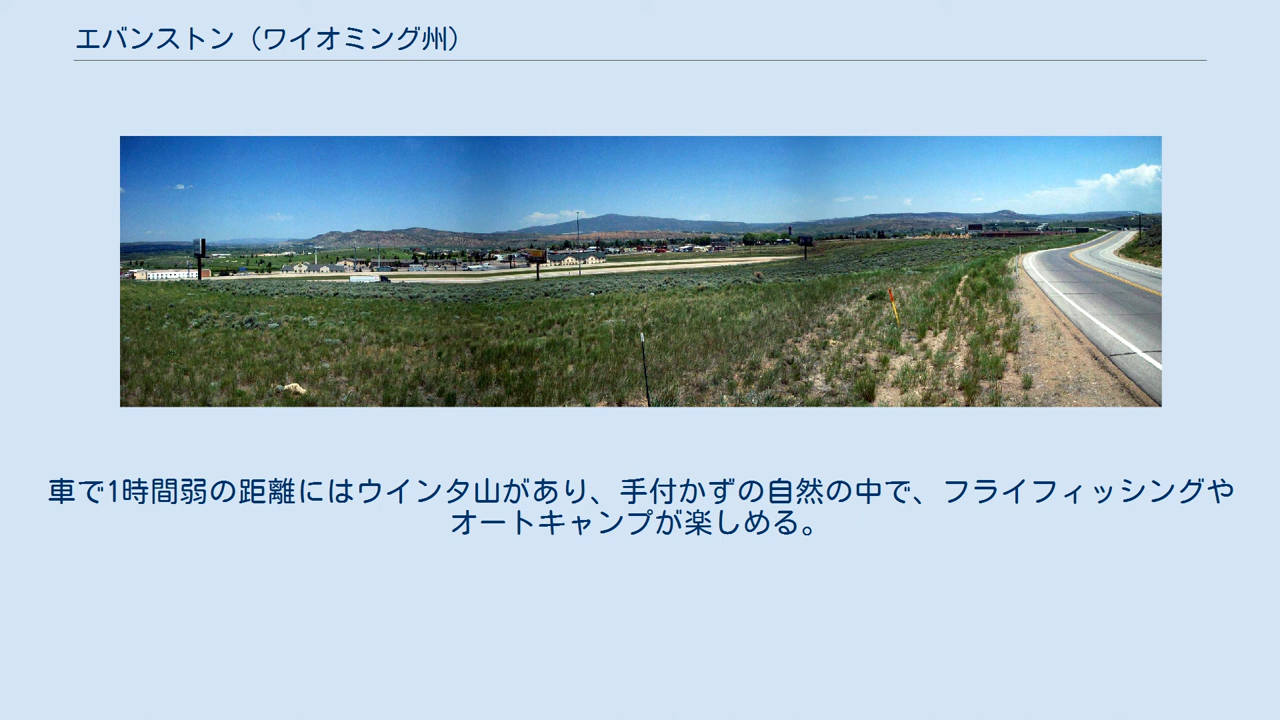 エバンストン（ワイオミング州）
車で1時間弱の距離にはウインタ山があり、手付かずの自然の中で、フライフィッシングや
オートキャンプが楽しめる。